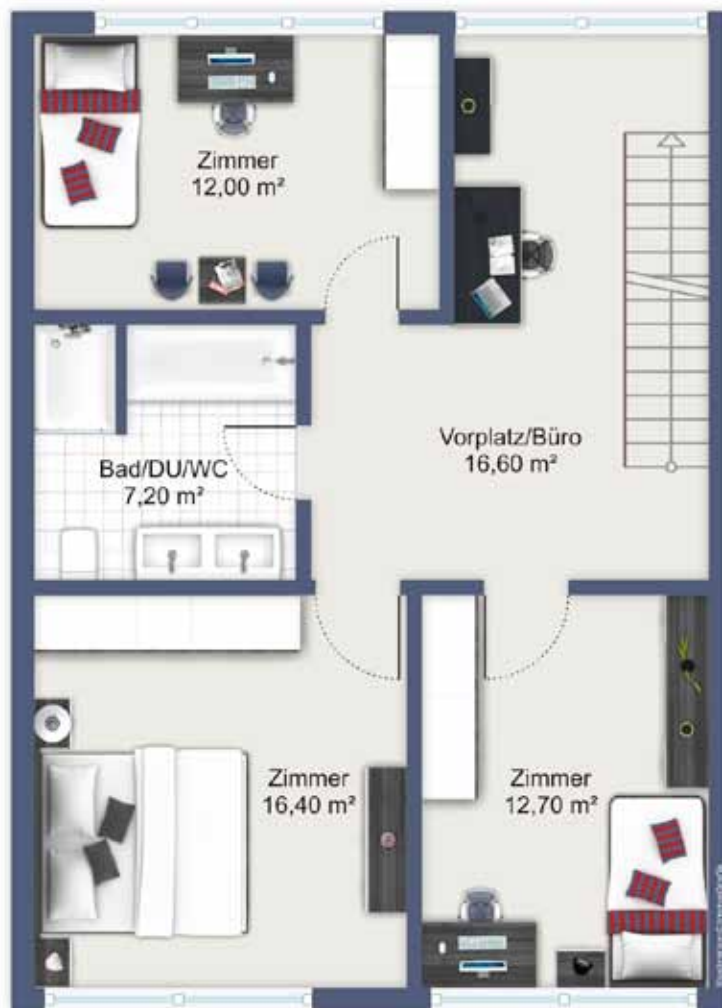 Zimmer
12,00 m²
Vorplatz/Büro
16,60 m²
Bad/DU/WC
7,20 m²
Zimmer
16,40 m²
Zimmer
12,70 m²